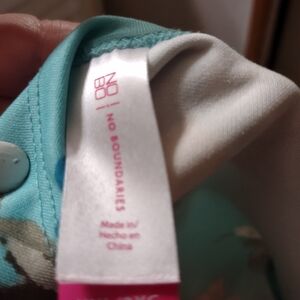 NO!
BO
NO BOUNDARIES
Made in/
Hecho en
China